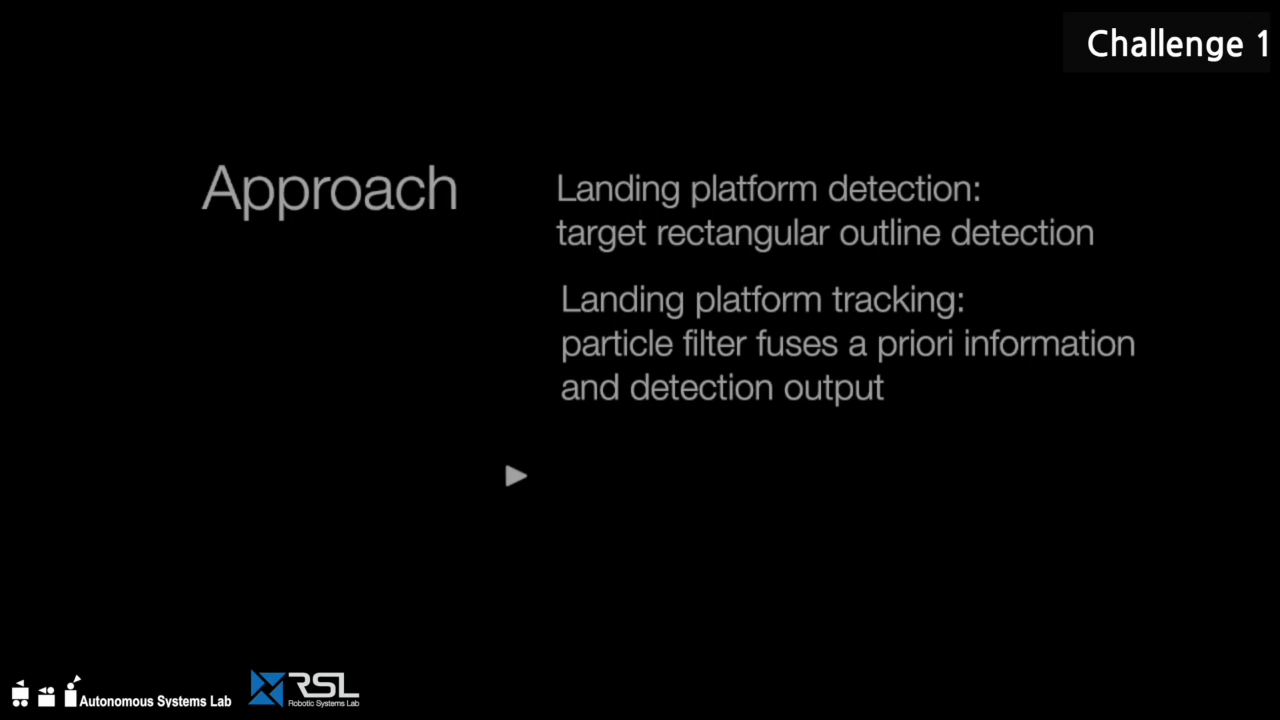 Challenge 1
Approach
Landing platform detection:
target rectangular outline detection
Landing platform tracking:
particle filter fuses a priori information
and detection output
Autonomous Systems Lab
RSL
Robotic Systems Lab